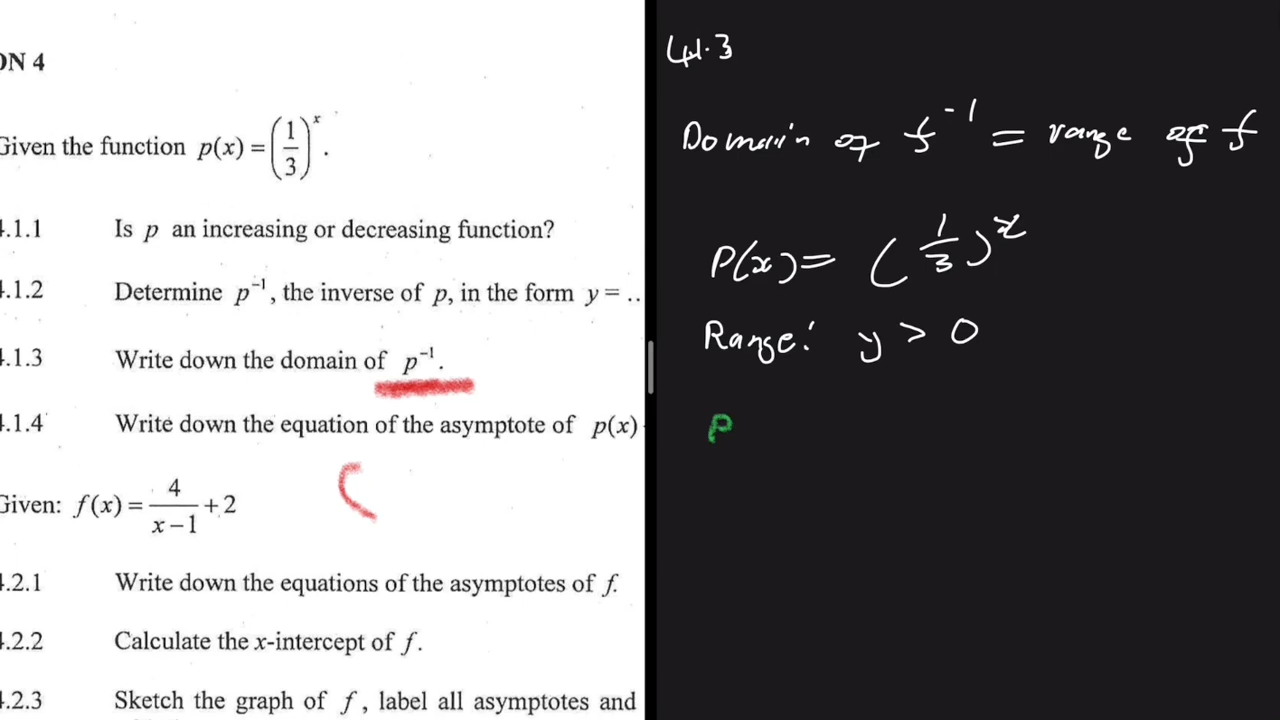 ON 4
Given the function p(x) = (1/3)^x.
4.1.1 Is p an increasing or decreasing function?
4.1.2 Determine p^-1, the inverse of p, in the form y = ..
4.1.3 Write down the domain of p^-1.
4.1.4 Write down the equation of the asymptote of p(x)
Given: f(x) = 4/(x-1) + 2
4.2.1 Write down the equations of the asymptotes of f.
4.2.2 Calculate the x-intercept of f.
4.2.3 Sketch the graph of f, label all asymptotes and
4.1.3
Domain of f^-1 = range of f
P(x) = (1/3)^x
Range: y > 0
P